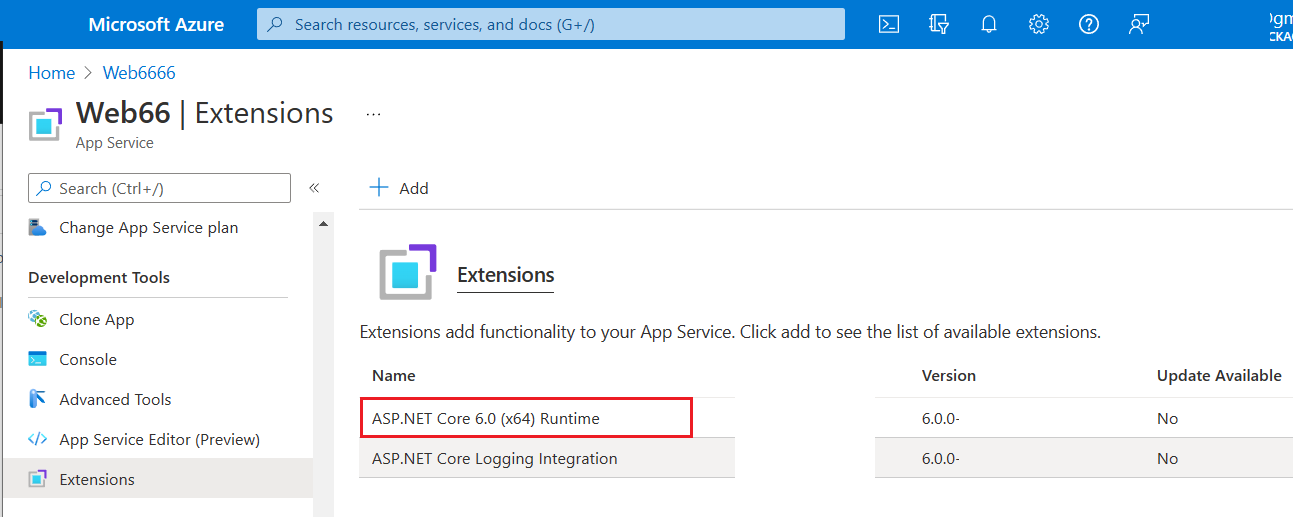 Microsoft Azure
Search resources, services, and docs (G+/)
Home > Web6666
Web66 | Extensions ...
App Service
Search (Ctrl+/)
«
+ Add
Change App Service plan
Development Tools
Clone App
Console
Advanced Tools
App Service Editor (Preview)
Extensions
Extensions
Extensions add functionality to your App Service. Click add to see the list of available extensions.
Name Version Update Available
ASP.NET Core 6.0 (x64) Runtime 6.0.0- No
ASP.NET Core Logging Integration 6.0.0- No